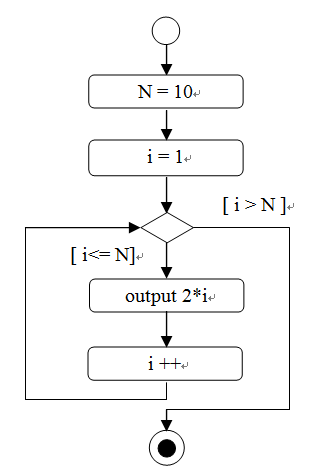 N = 10
i = 1
[ i > N ]
[ i<= N]
output 2*i
i ++